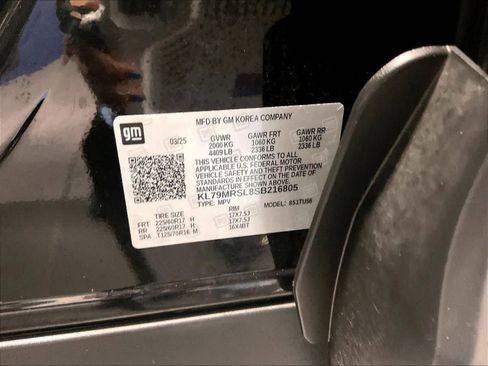 MFD BY GM KOREA COMPANY
gm
03/25 GVWR GAWR FRT GAWR RR
2000 KG 1060 KG 1060 KG
4409 LB 2336 LB 2336 LB
THIS VEHICLE CONFORMS TO ALL
APPLICABLE U.S. FEDERAL MOTOR
VEHICLE SAFETY AND THEFT
PREVENTION STANDARDS IN EFFECT
ON THE DATE OF MANUFACTURE
SHOWN ABOVE.
KL79MRSL8SB216805
TYPE: MPV
TIRE SIZE RIM
FRT 225/60R17 H 17X7.5J
RR 225/60R17 H 17X7.5J
SPA T125/70R16 M 16X4BT